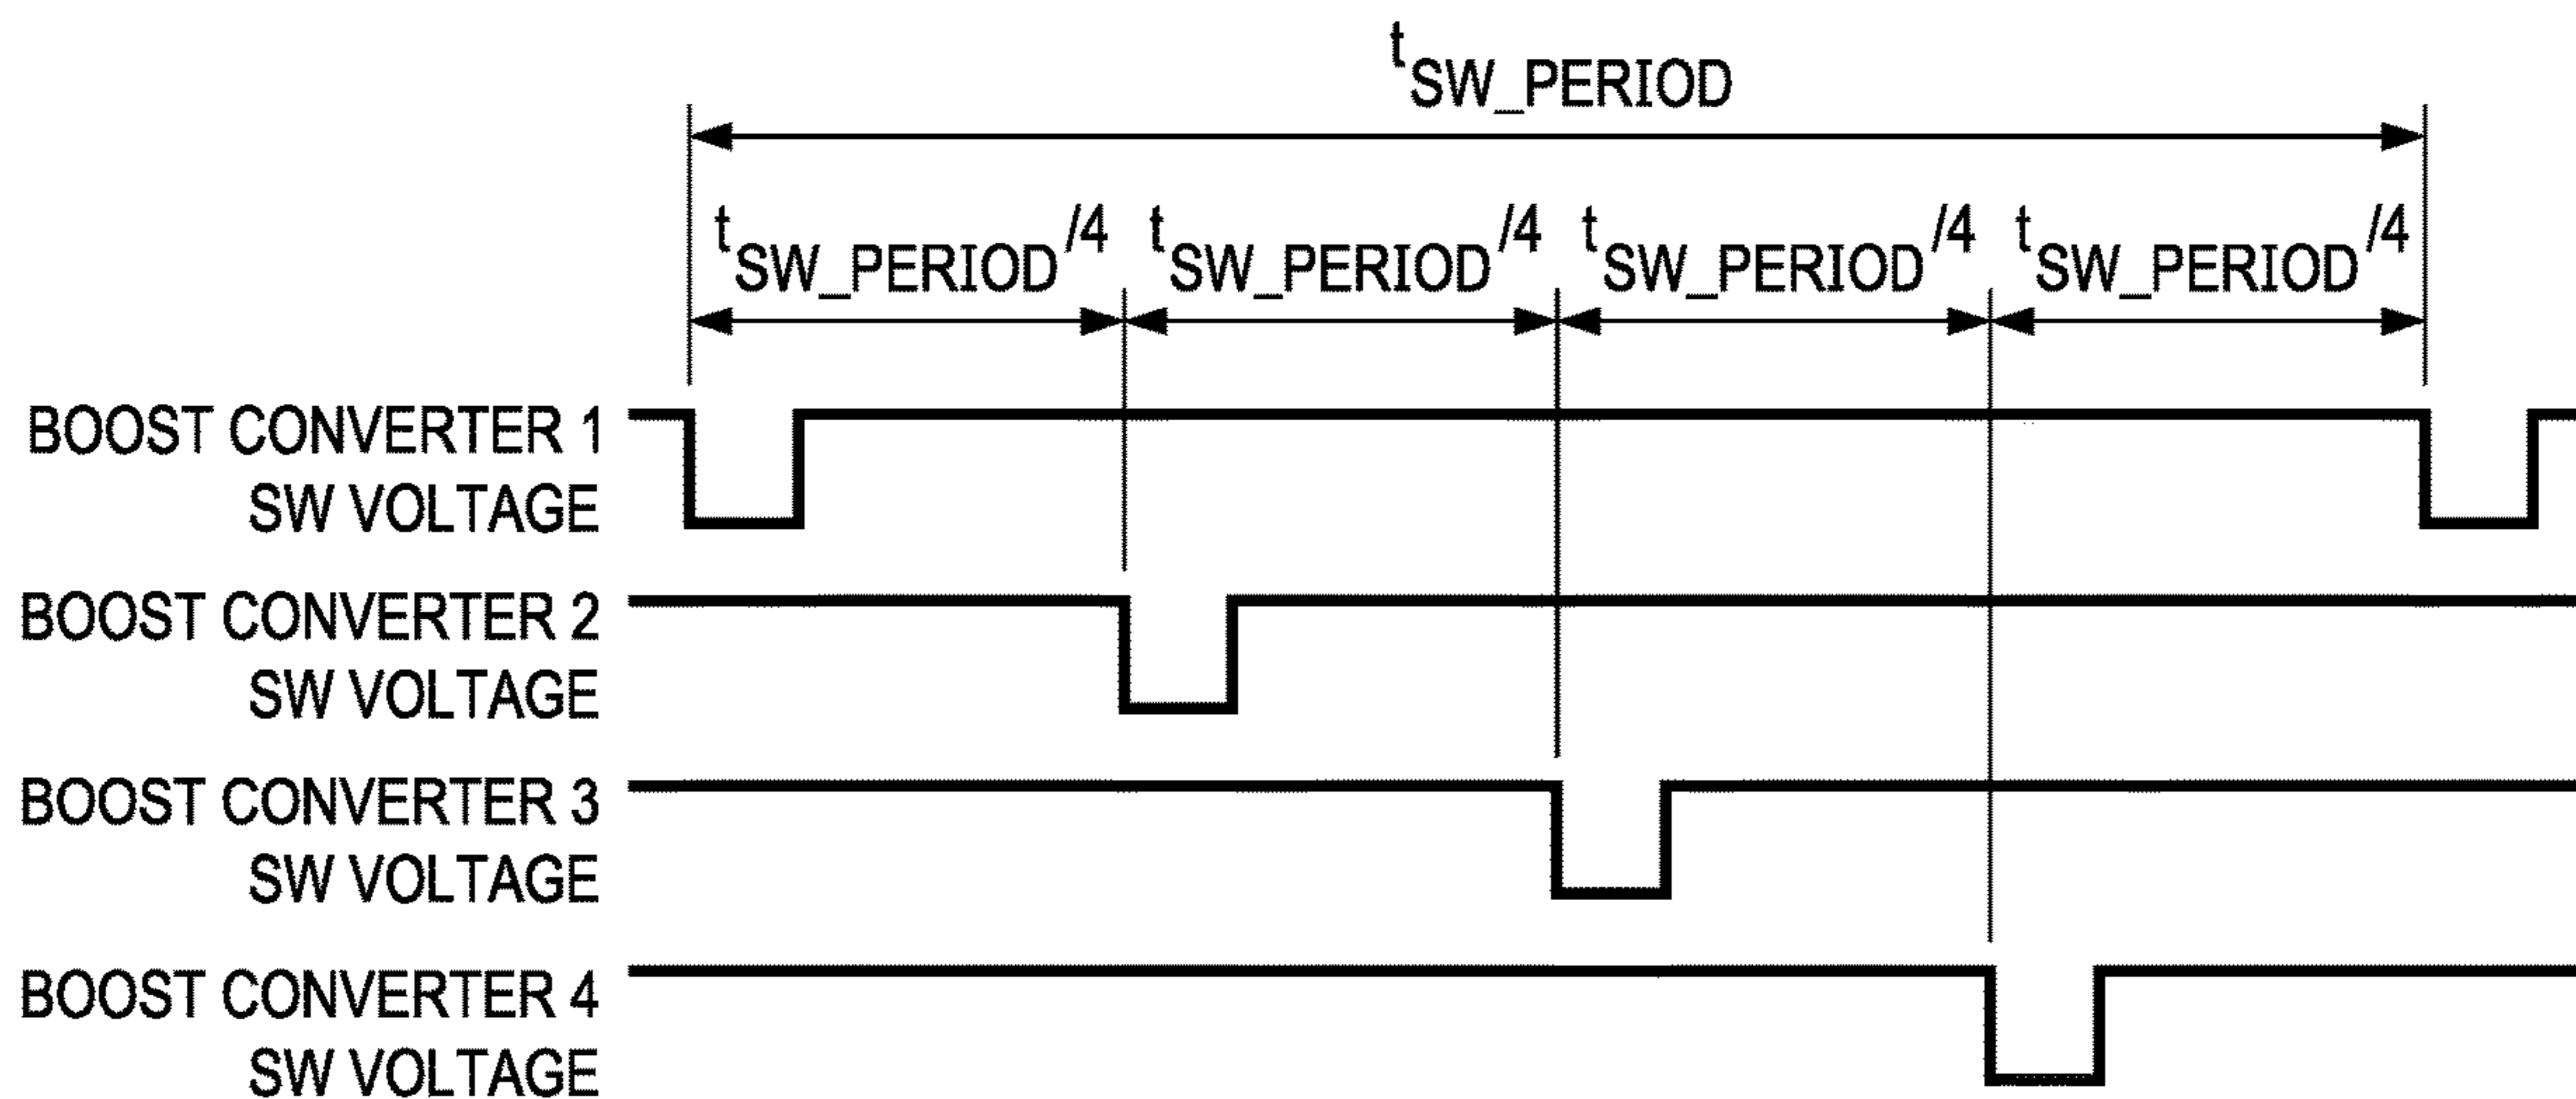 tSW_PERIOD
tSW_PERIOD/4 tSW_PERIOD/4 tSW_PERIOD/4 tSW_PERIOD/4
BOOST CONVERTER 1
SW VOLTAGE
BOOST CONVERTER 2
SW VOLTAGE
BOOST CONVERTER 3
SW VOLTAGE
BOOST CONVERTER 4
SW VOLTAGE